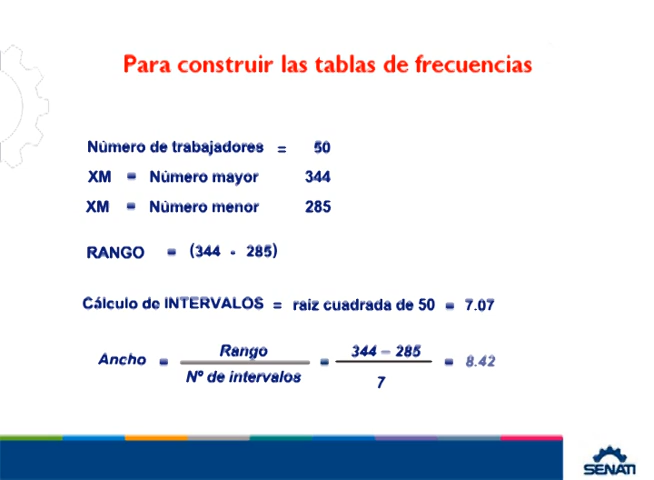 Para construir las tablas de frecuencias
Número de trabajadores = 50
XM = Número mayor 344
XM = Número menor 285
RANGO = (344 - 285)
Cálculo de INTERVALOS = raiz cuadrada de 50 = 7.07
Ancho = Rango / Nº de intervalos = 344 – 285 / 7 = 8.42
SENATI